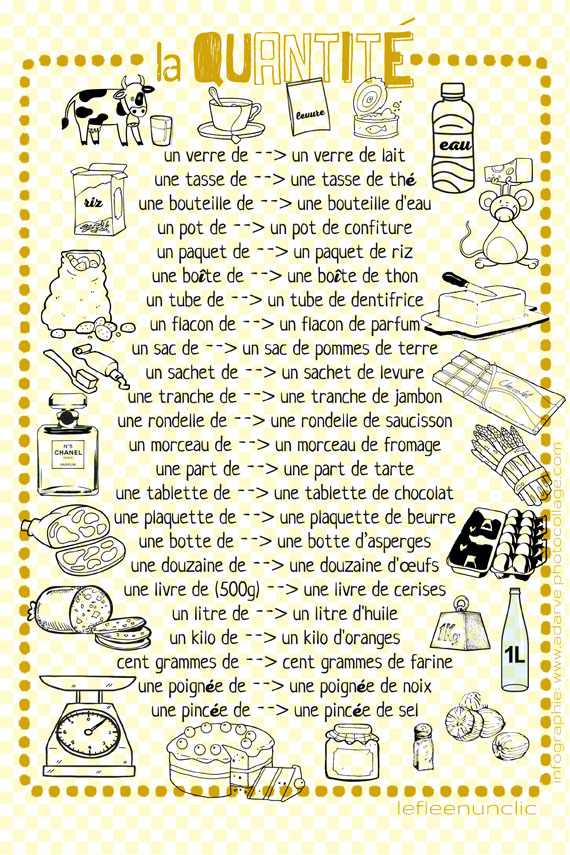 la QUANTITÉ
levure
eau
riz
un verre de --> un verre de lait
une tasse de --> une tasse de thé
une bouteille de --> une bouteille d'eau
un pot de --> un pot de confiture
un paquet de --> un paquet de riz
une boîte de --> une boîte de thon
un tube de --> un tube de dentifrice
un flacon de --> un flacon de parfum
un sac de --> un sac de pommes de terre
un sachet de --> un sachet de levure
une tranche de --> une tranche de jambon
une rondelle de --> une rondelle de saucisson
un morceau de --> un morceau de fromage
une part de --> une part de tarte
une tablette de --> une tablette de chocolat
une plaquette de --> une plaquette de beurre
une botte de --> une botte d'asperges
une douzaine de --> une douzaine d'œufs
une livre de (500g) --> une livre de cerises
un litre de --> un litre d'huile
un kilo de --> un kilo d'oranges
cent grammes de --> cent grammes de farine
une poignée de --> une poignée de noix
une pincée de --> une pincée de sel
Chocolat
N°5
CHANEL
PARIS
PARFUM
1Kg
1L
infographie: www.adarve photocollage.com
lefleenunclic